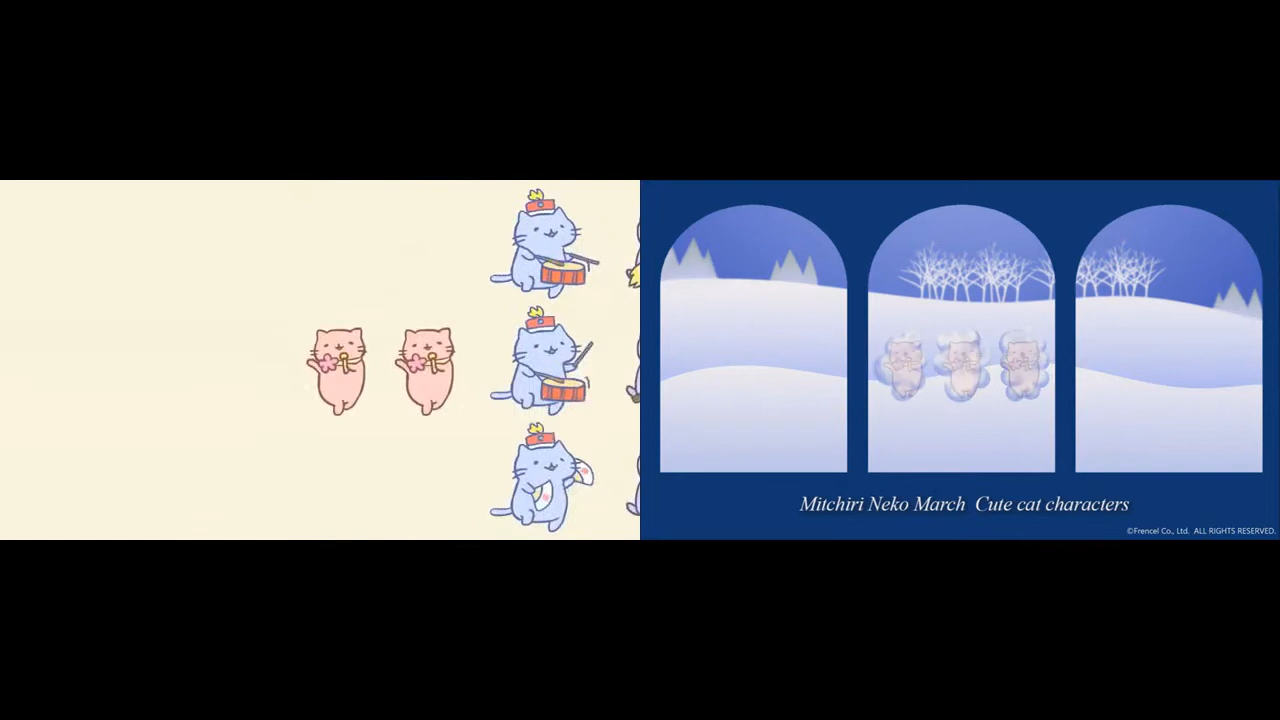 Mitchiri Neko March  Cute cat characters
©Frencel Co., Ltd.  ALL RIGHTS RESERVED.